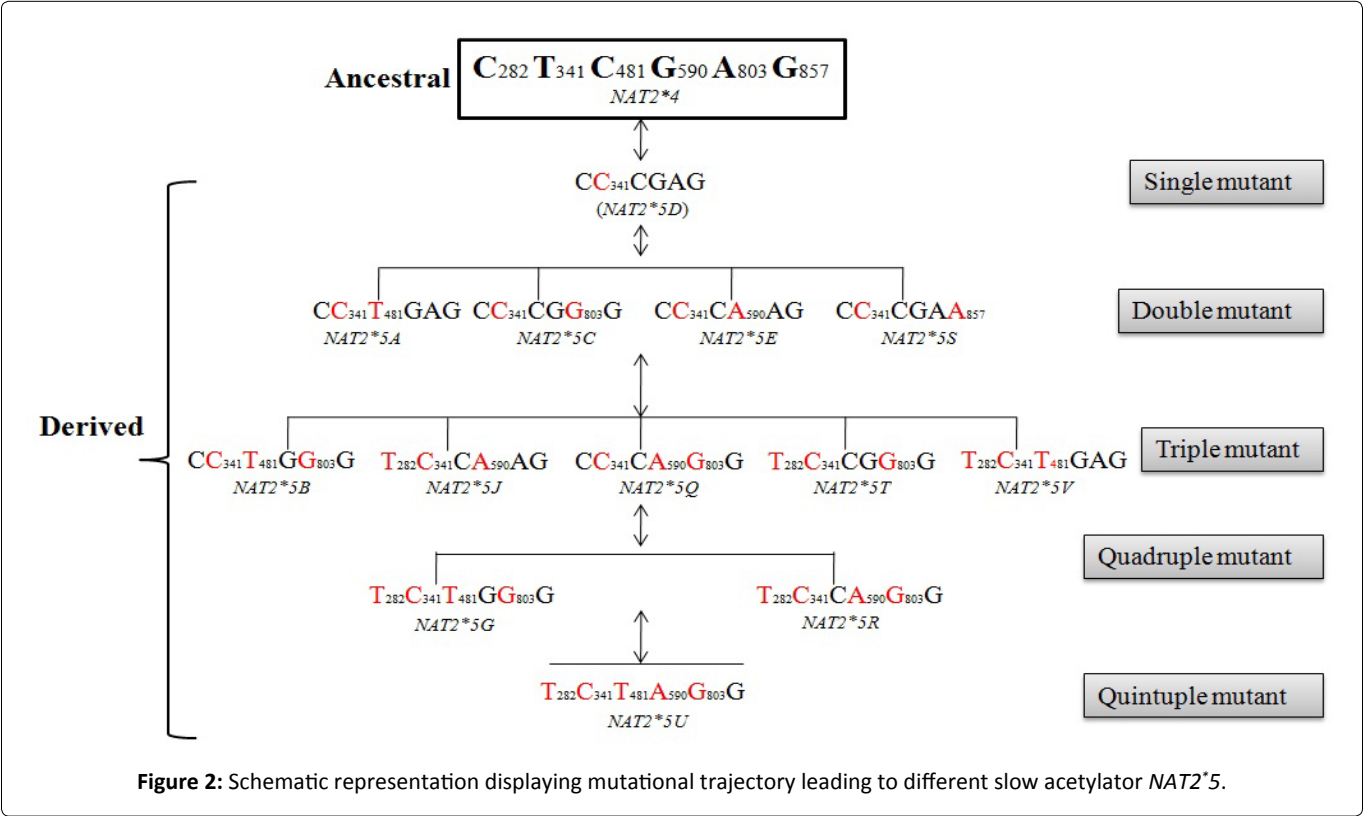 Ancestral
C282 T341 C481 G590 A803 G857
NAT2*4
CC341CGAG
(NAT2*5D)
Single mutant
CC341T481GAG CC341CGG803G CC341CA590AG CC341CGAA857
NAT2*5A NAT2*5C NAT2*5E NAT2*5S
Double mutant
Derived
CC341T481GG803G T282C341CA590AG CC341CA590G803G T282C341CGG803G T282C341T481GAG
NAT2*5B NAT2*5J NAT2*5Q NAT2*5T NAT2*5V
Triple mutant
Quadruple mutant
T282C341T481GG803G T282C341CA590G803G
NAT2*5G NAT2*5R
T282C341T481A590G803G
NAT2*5U
Quintuple mutant
Figure 2: Schematic representation displaying mutational trajectory leading to different slow acetylator NAT2*5.